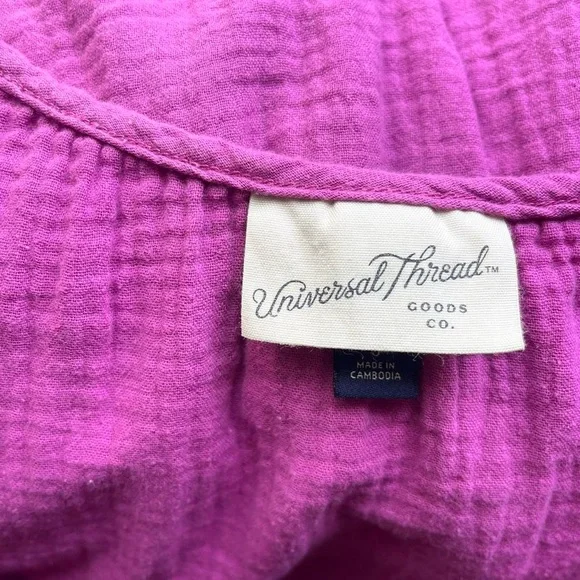 Universal Thread™
GOODS
CO.
MADE IN
CAMBODIA